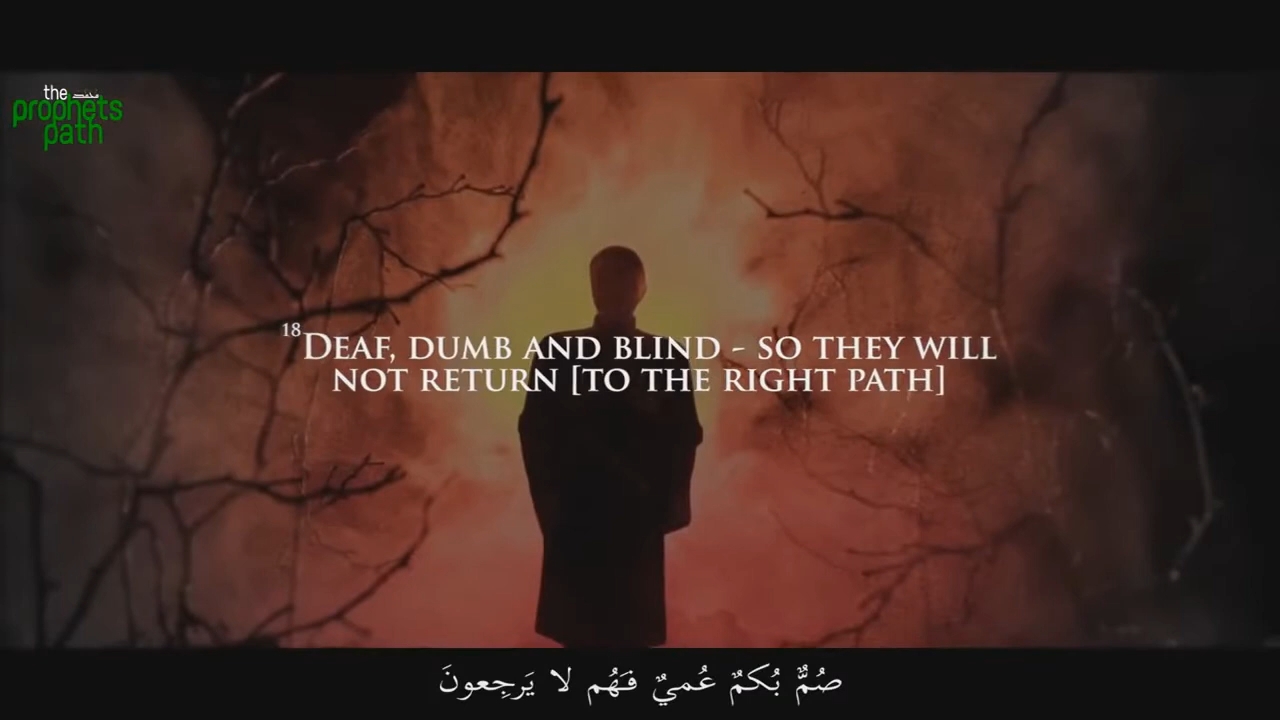 the
prophets
path
18 DEAF, DUMB AND BLIND - SO THEY WILL
NOT RETURN [TO THE RIGHT PATH]
صُمٌّ بُكمٌ عُميٌ فَهُم لا يَرجِعونَ